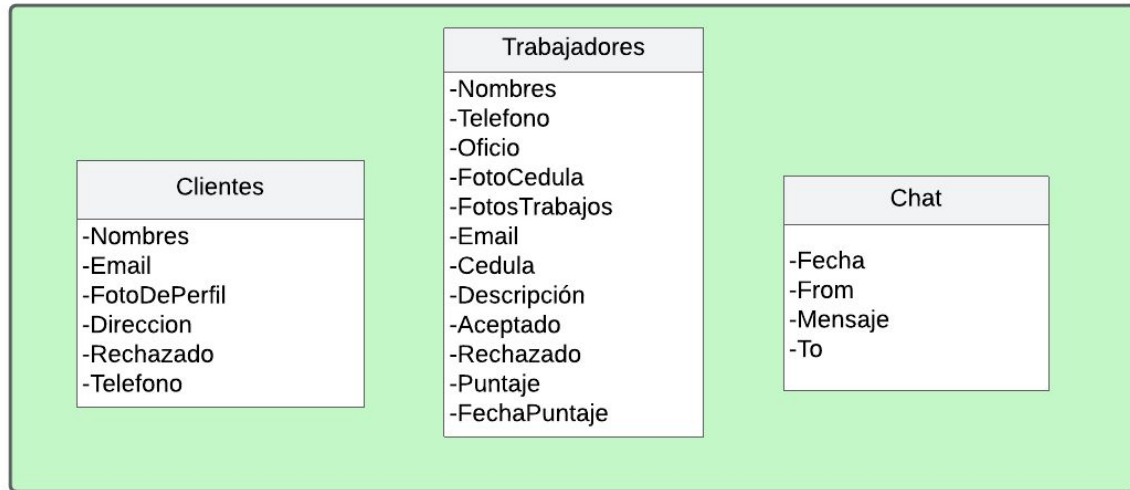 Clientes
-Nombres
-Email
-FotoDePerfil
-Direccion
-Rechazado
-Telefono
Trabajadores
-Nombres
-Telefono
-Oficio
-FotoCedula
-FotosTrabajos
-Email
-Cedula
-Descripción
-Aceptado
-Rechazado
-Puntaje
-FechaPuntaje
Chat
-Fecha
-From
-Mensaje
-To